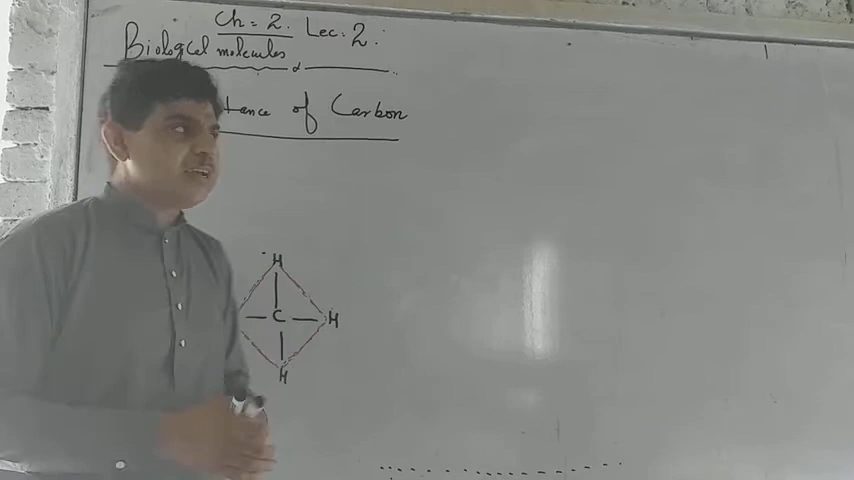 Ch = 2. Lec: 2.
Biological molecules
tance of Carbon
H
C H
H